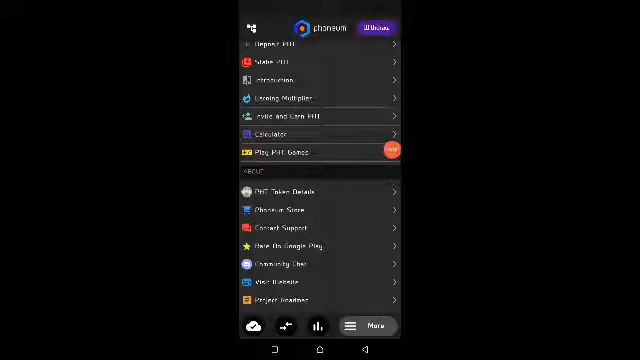 phoneum
Withdraw
Deposit PHT
Stake PHT
Introduction
Earning Multiplier
Invite and Earn PHT
Calculator
Play PHT Games
ABOUT
PHT Token Details
Phoneum Store
Contact Support
Rate On Google Play
Community Chat
Visit Website
Project Roadmap
More